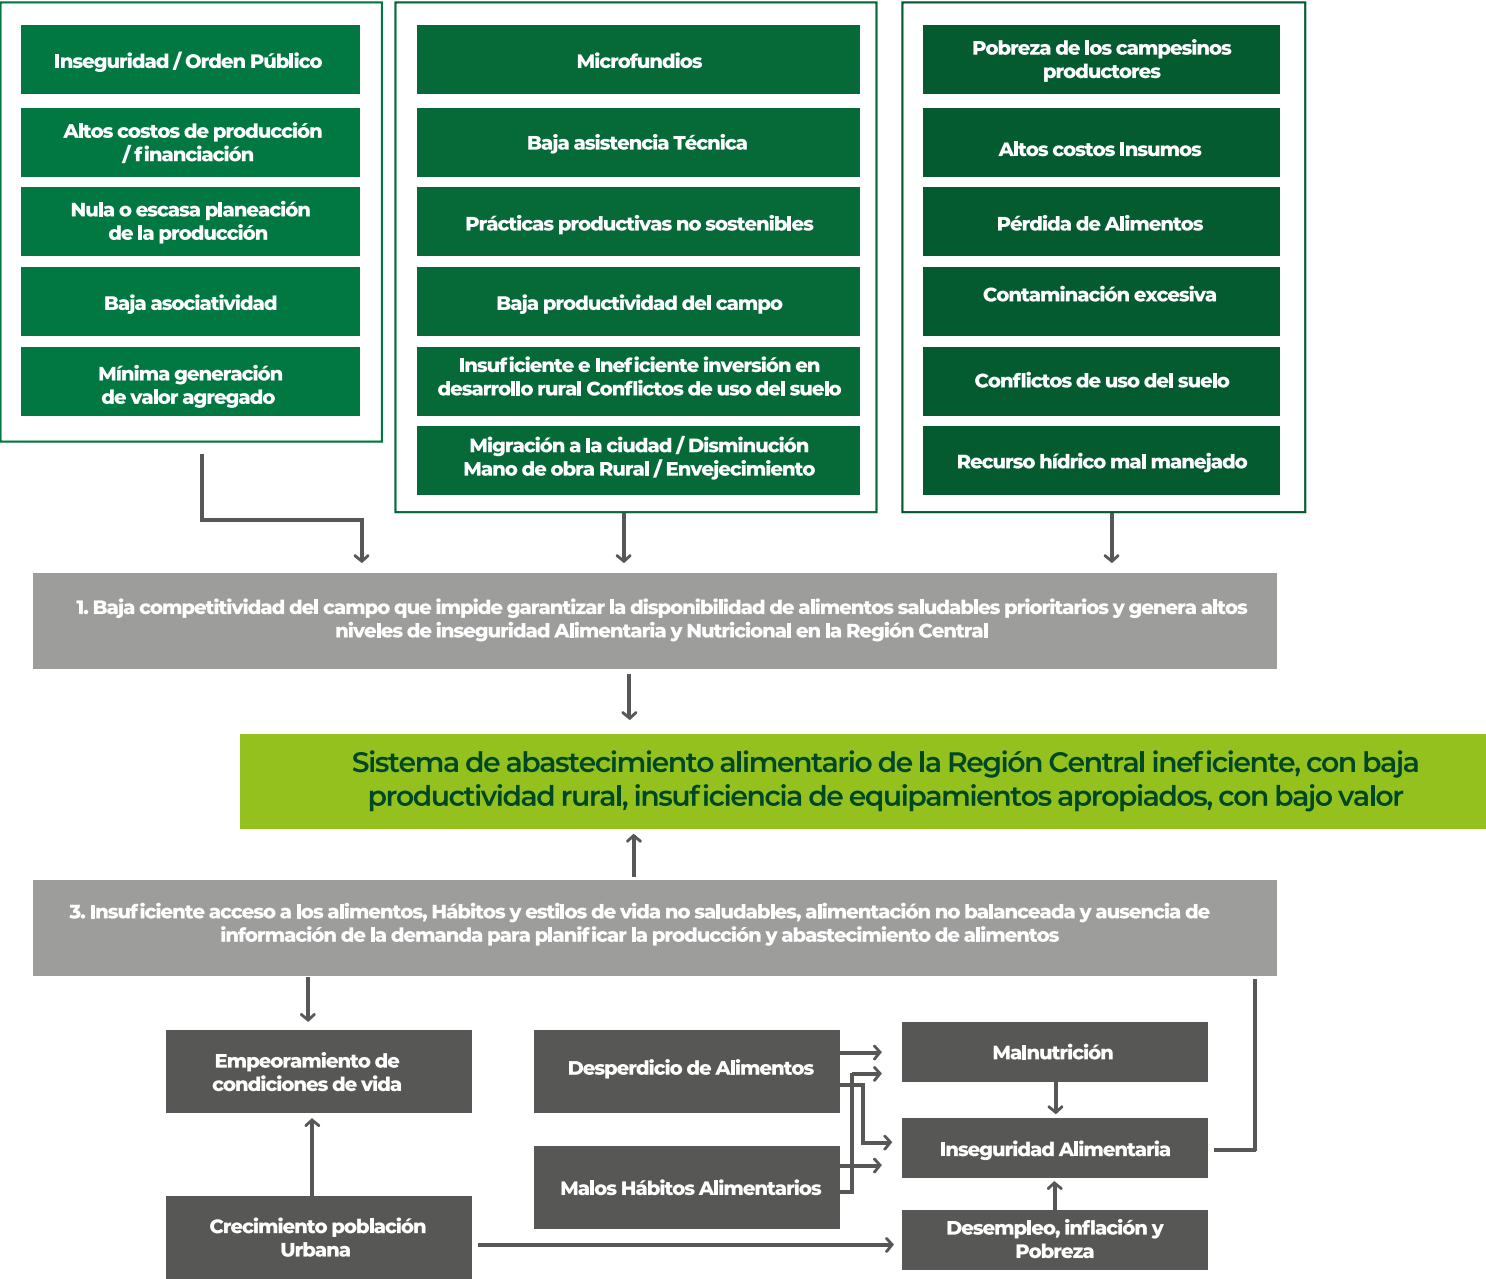 Inseguridad / Orden Público
Altos costos de producción
/ financiación
Nula o escasa planeación
de la producción
Baja asociatividad
Mínima generación
de valor agregado
Microfundios
Baja asistencia Técnica
Prácticas productivas no sostenibles
Baja productividad del campo
Insuficiente e Ineficiente inversión en
desarrollo rural Conflictos de uso del suelo
Migración a la ciudad / Disminución
Mano de obra Rural / Envejecimiento
Pobreza de los campesinos
productores
Altos costos Insumos
Pérdida de Alimentos
Contaminación excesiva
Conflictos de uso del suelo
Recurso hídrico mal manejado
1. Baja competitividad del campo que impide garantizar la disponibilidad de alimentos saludables prioritarios y genera altos
niveles de inseguridad Alimentaria y Nutricional en la Región Central
Sistema de abastecimiento alimentario de la Región Central ineficiente, con baja
productividad rural, insuficiencia de equipamientos apropiados, con bajo valor
3. Insuficiente acceso a los alimentos, Hábitos y estilos de vida no saludables, alimentación no balanceada y ausencia de
información de la demanda para planificar la producción y abastecimiento de alimentos
Empeoramiento de
condiciones de vida
Crecimiento población
Urbana
Desperdicio de Alimentos
Malos Hábitos Alimentarios
Malnutrición
Inseguridad Alimentaria
Desempleo, inflación y
Pobreza